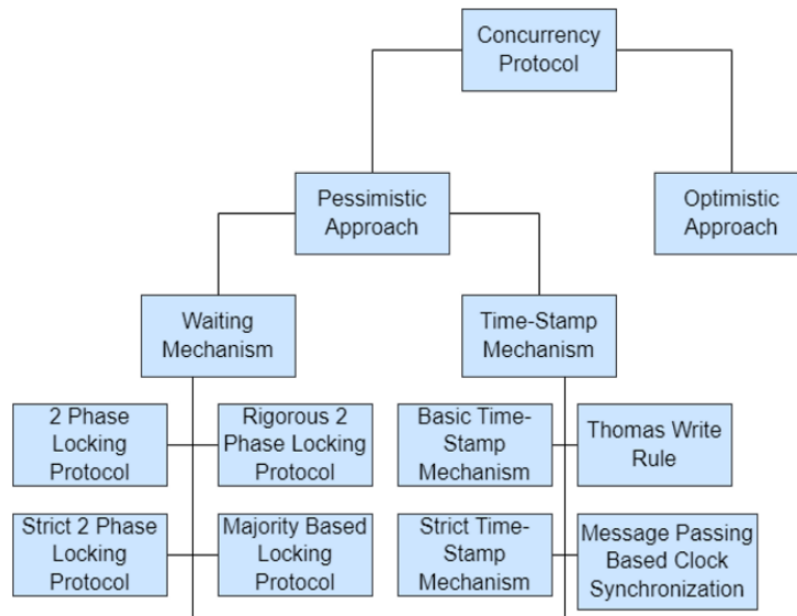 Concurrency
Protocol
Pessimistic
Approach
Optimistic
Approach
Waiting
Mechanism
Time-Stamp
Mechanism
2 Phase
Locking
Protocol
Rigorous 2
Phase Locking
Protocol
Basic Time-
Stamp
Mechanism
Thomas Write
Rule
Strict 2 Phase
Locking
Protocol
Majority Based
Locking
Protocol
Strict Time-
Stamp
Mechanism
Message Passing
Based Clock
Synchronization